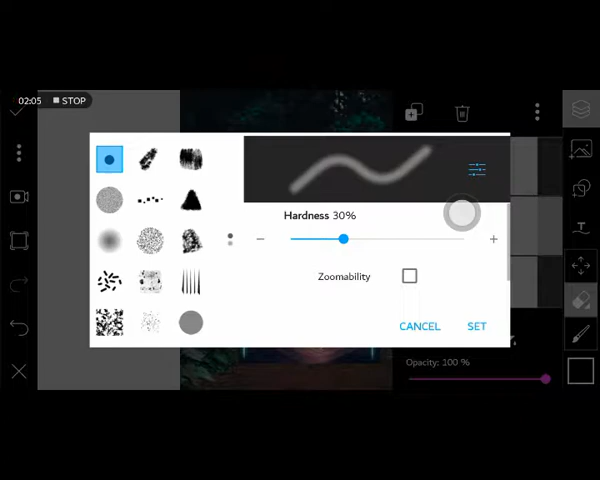 02:05 STOP
Hardness 30%
Zoomability
CANCEL SET
Opacity: 100 %